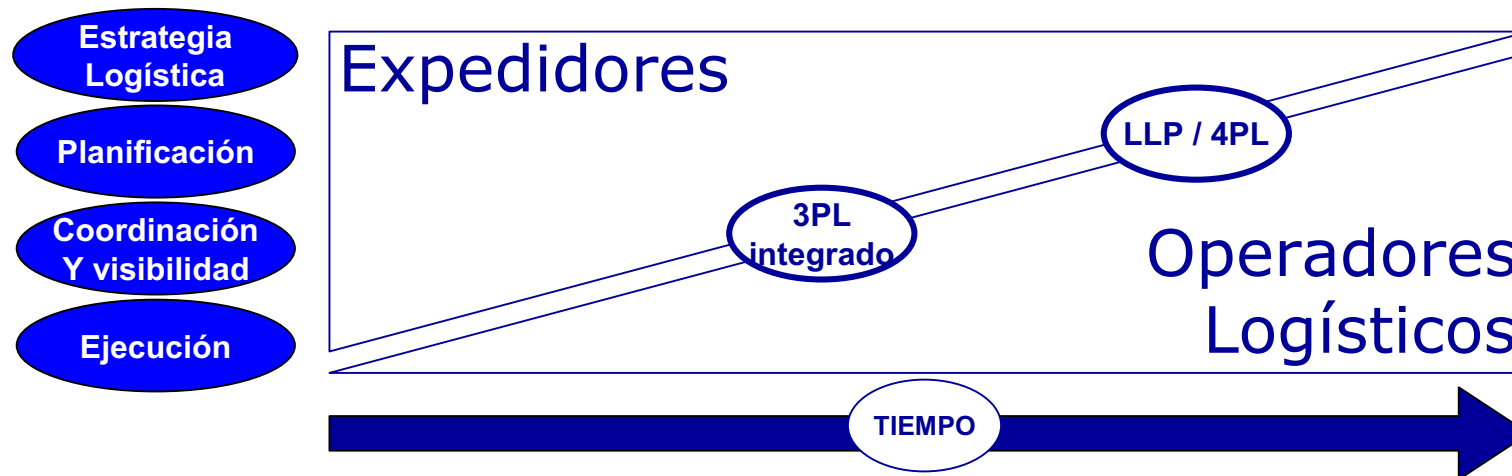 Estrategia
Logística
Planificación
Coordinación
Y visibilidad
Ejecución
Expedidores
LLP / 4PL
3PL
integrado
Operadores
Logísticos
TIEMPO